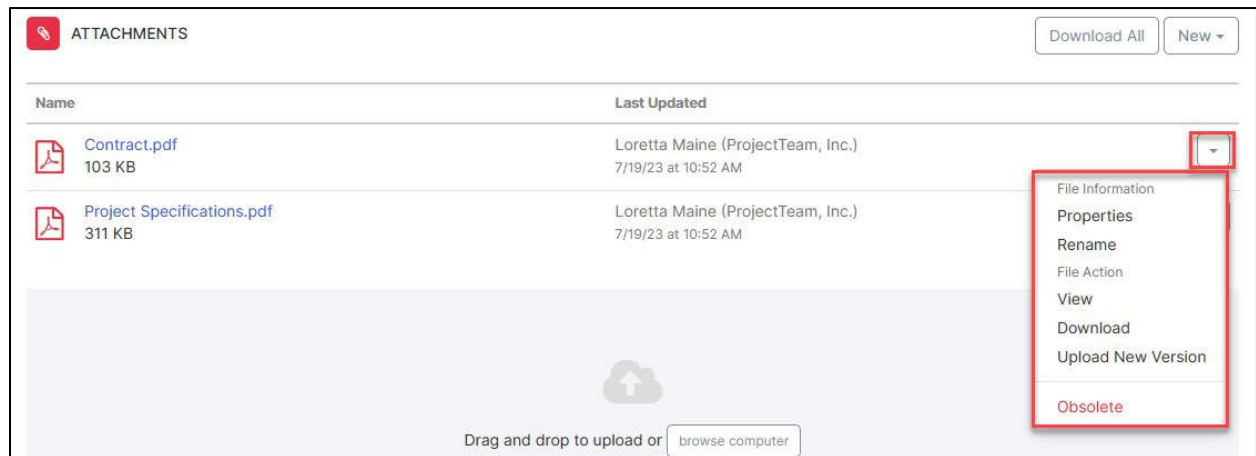 ATTACHMENTS
Download All
New
Name
Last Updated
Contract.pdf
103 KB
Loretta Maine (ProjectTeam, Inc.)
7/19/23 at 10:52 AM
Project Specifications.pdf
311 KB
Loretta Maine (ProjectTeam, Inc.)
7/19/23 at 10:52 AM
File Information
Properties
Rename
File Action
View
Download
Upload New Version
Obsolete
Drag and drop to upload or browse computer